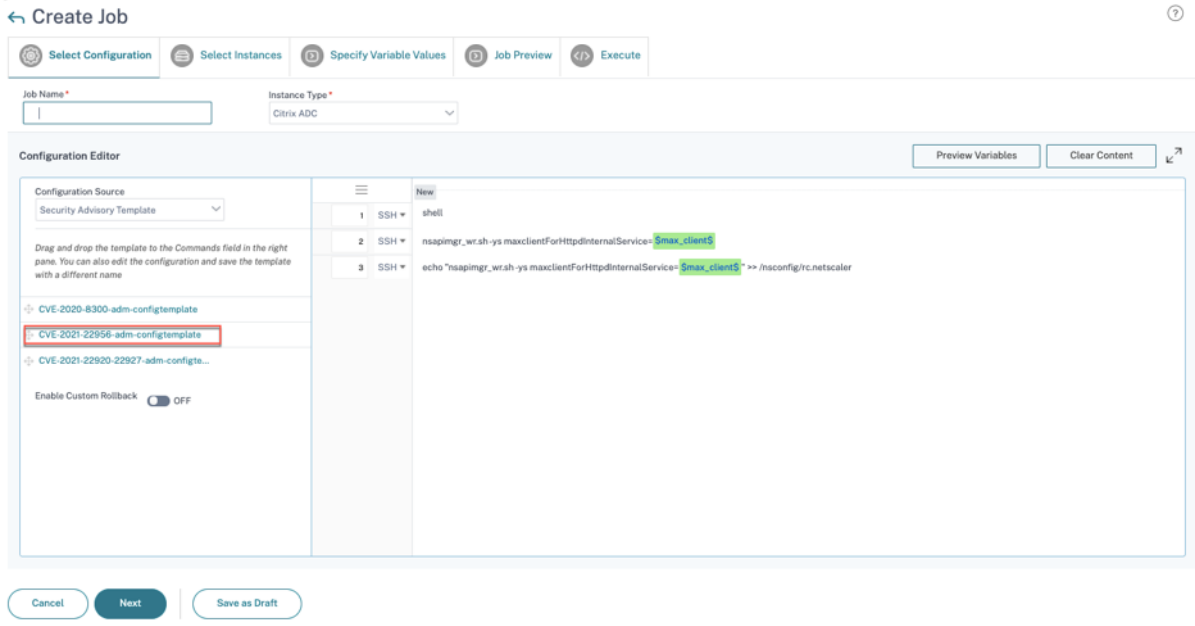 Create Job
?
Select Configuration
Select Instances
Specify Variable Values
Job Preview
Execute
Job Name*
Instance Type*
Citrix ADC
Configuration Editor
Preview Variables
Clear Content
Configuration Source
Security Advisory Template
Drag and drop the template to the Commands field in the right
pane. You can also edit the configuration and save the template
with a different name
CVE-2020-8300-adm-configtemplate
CVE-2021-22956-adm-configtemplate
CVE-2021-22920-22927-adm-configte...
Enable Custom Rollback
OFF
New
1 SSH shell
2 SSH nsapimgr_wr.sh -ys maxclientForHttpdInternalService= $max_client$
3 SSH echo "nsapimgr_wr.sh -ys maxclientForHttpdInternalService= $max_client$ " >> /nsconfig/rc.netscaler
Cancel
Next
Save as Draft